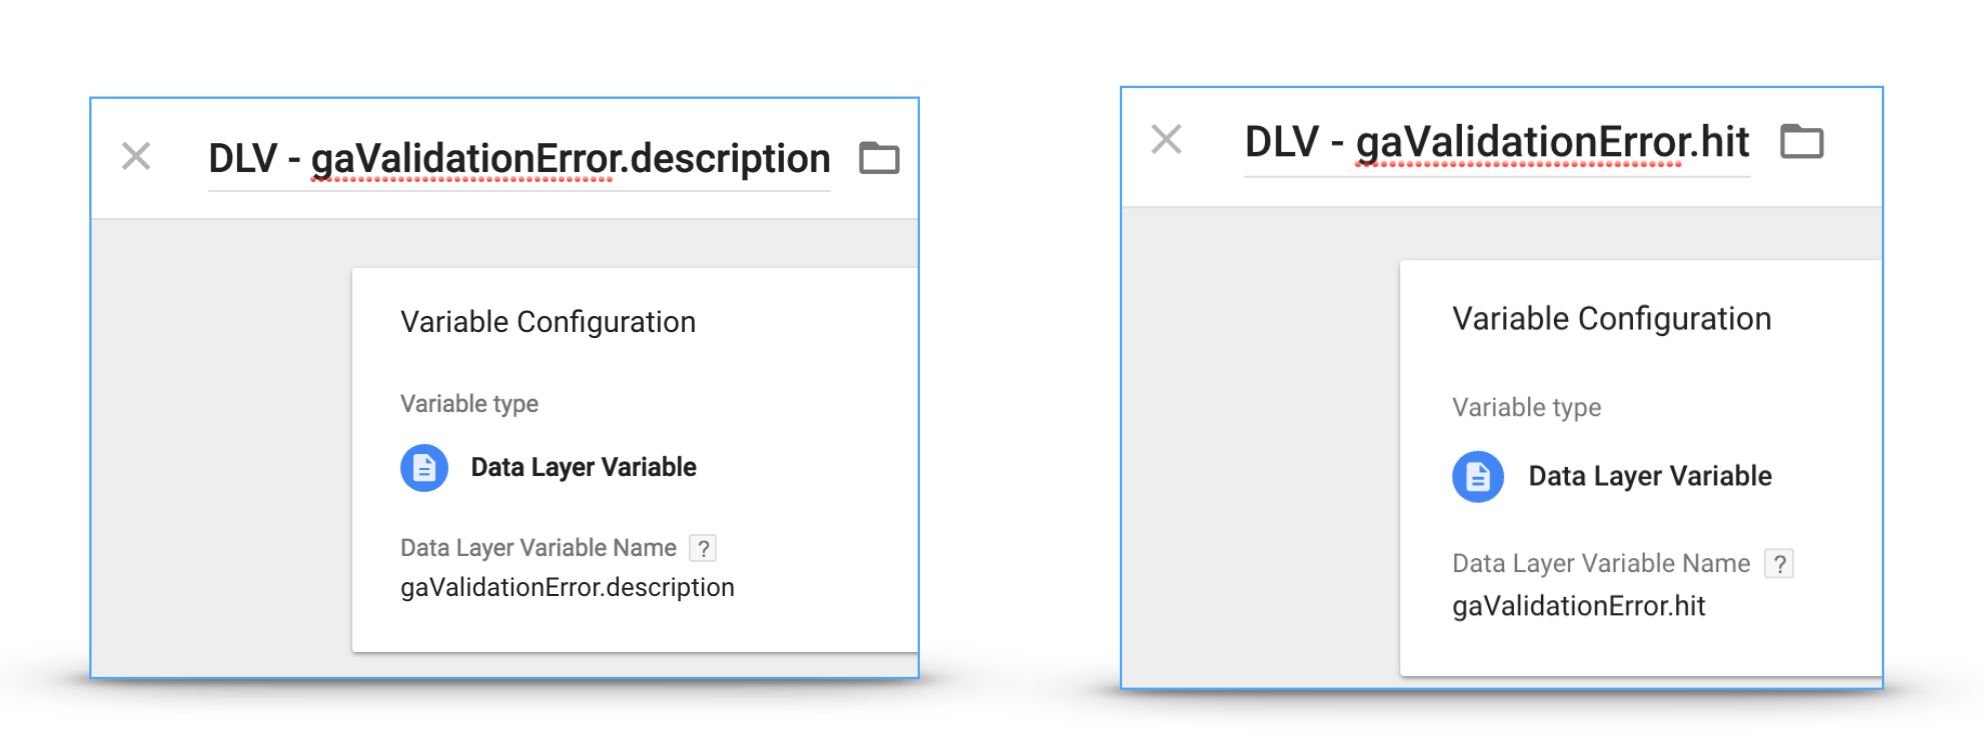 DLV - gaValidationError.description
Variable Configuration
Variable type
Data Layer Variable
Data Layer Variable Name ?
gaValidationError.description
DLV - gaValidationError.hit
Variable Configuration
Variable type
Data Layer Variable
Data Layer Variable Name ?
gaValidationError.hit